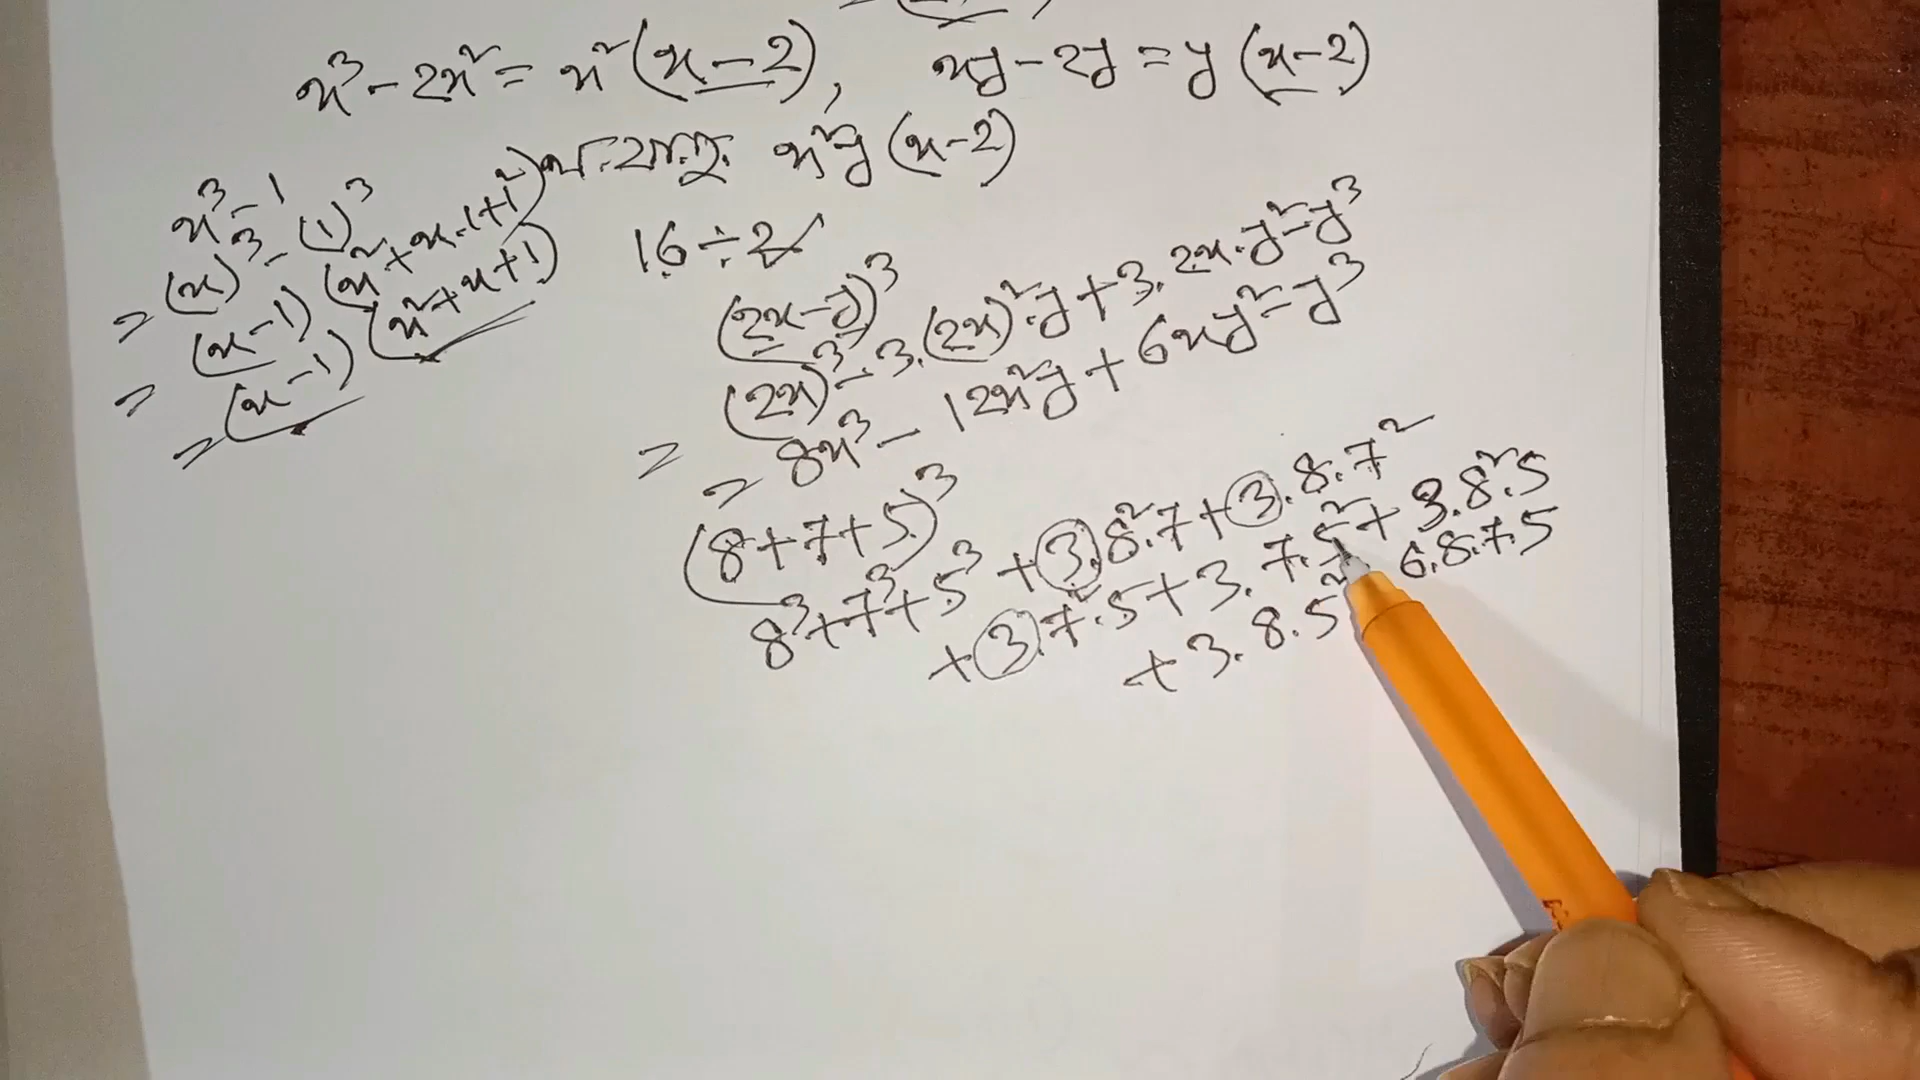 x³ - 2x² = x² (x - 2), xy - 2y = y (x - 2)
ল.সা.গু. x²y (x - 2)
x³ - 1
= (x)³ - (1)³
= (x - 1) (x² + x·1 + 1²)
= (x - 1) (x² + x + 1)
16 ÷ 2
(2x - y)³
= (2x)³ - 3.(2x)².y + 3.2x.y² - y³
= 8x³ - 12x²y + 6xy² - y³
(8 + 7 + 5)³
8³ + 7³ + 5³ + 3.8².7 + 3.8.7²
+ 3.7².5 + 3.7.5² + 3.8².5
+ 3.8.5² 6.8.7.5